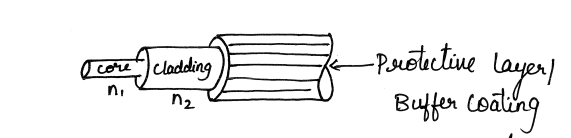 core
cladding
n₁
n₂
Protective Layer/
Buffer Coating